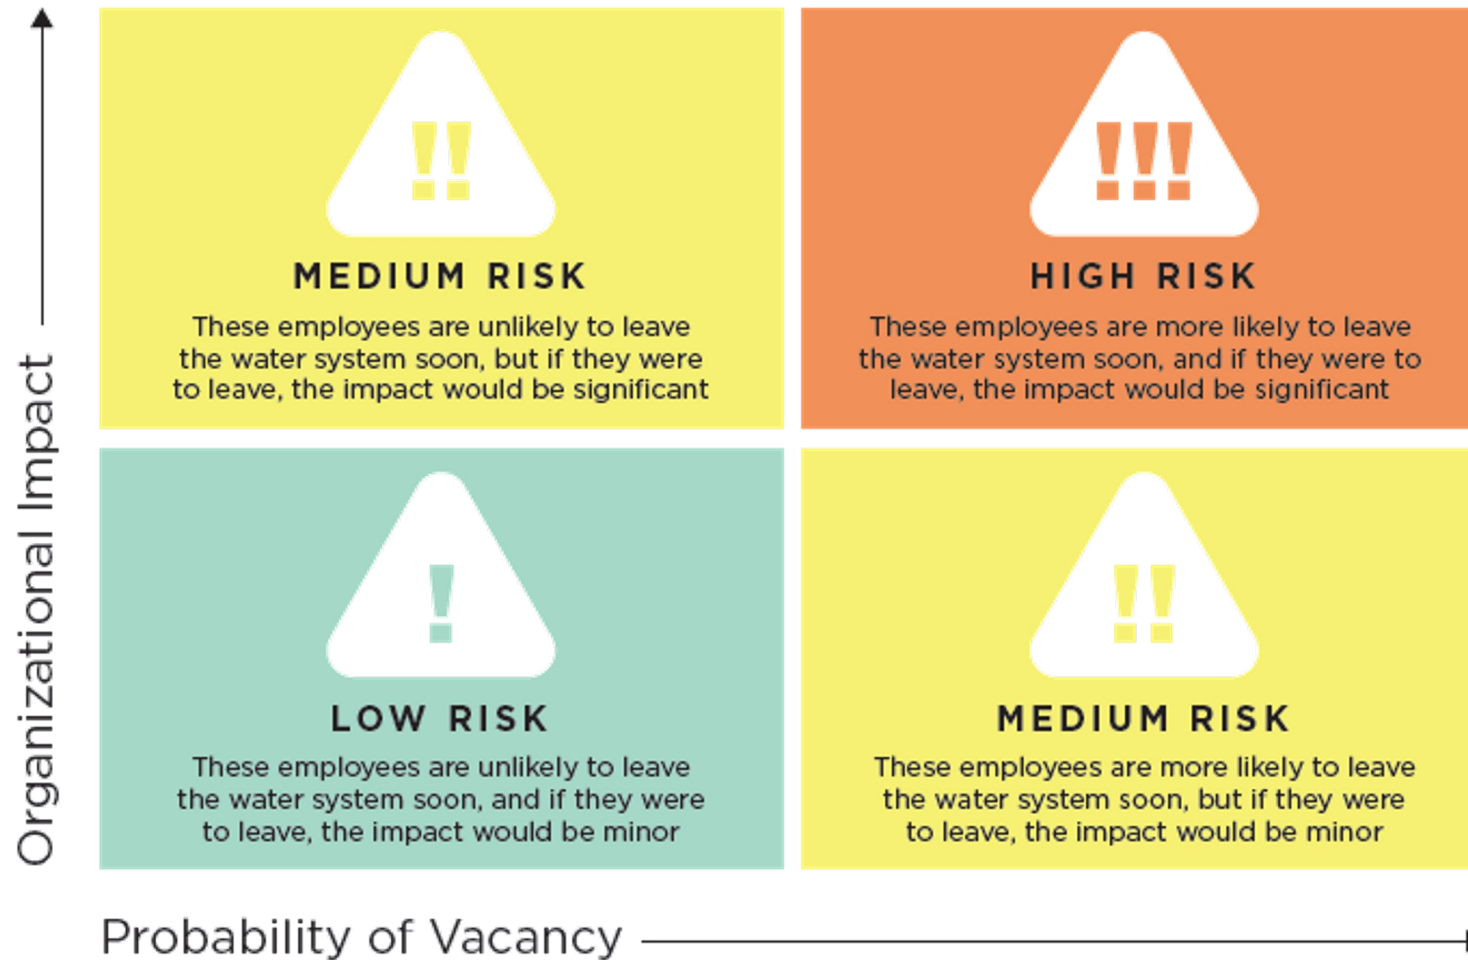 Organizational Impact
!!
MEDIUM RISK
These employees are unlikely to leave
the water system soon, but if they were
to leave, the impact would be significant
!!!
HIGH RISK
These employees are more likely to leave
the water system soon, and if they were to
leave, the impact would be significant
!
LOW RISK
These employees are unlikely to leave
the water system soon, and if they were
to leave, the impact would be minor
!!
MEDIUM RISK
These employees are more likely to leave
the water system soon, but if they were
to leave, the impact would be minor
Probability of Vacancy